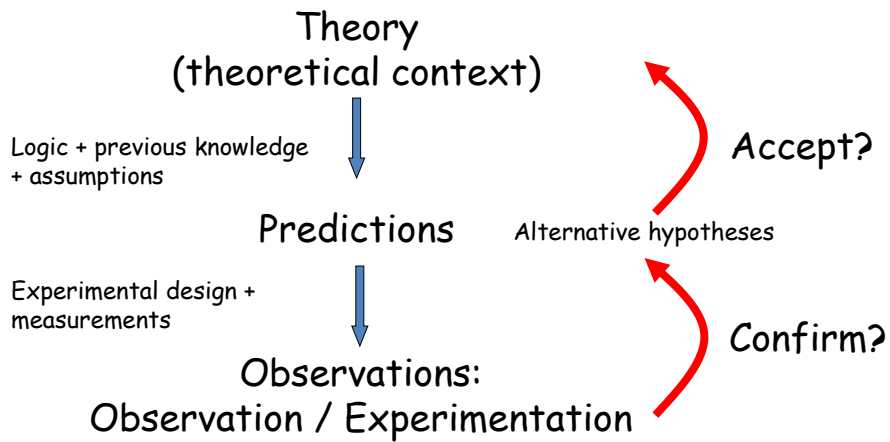 Theory
(theoretical context)
Logic + previous knowledge
+ assumptions
Accept?
Predictions
Alternative hypotheses
Experimental design +
measurements
Confirm?
Observations:
Observation / Experimentation